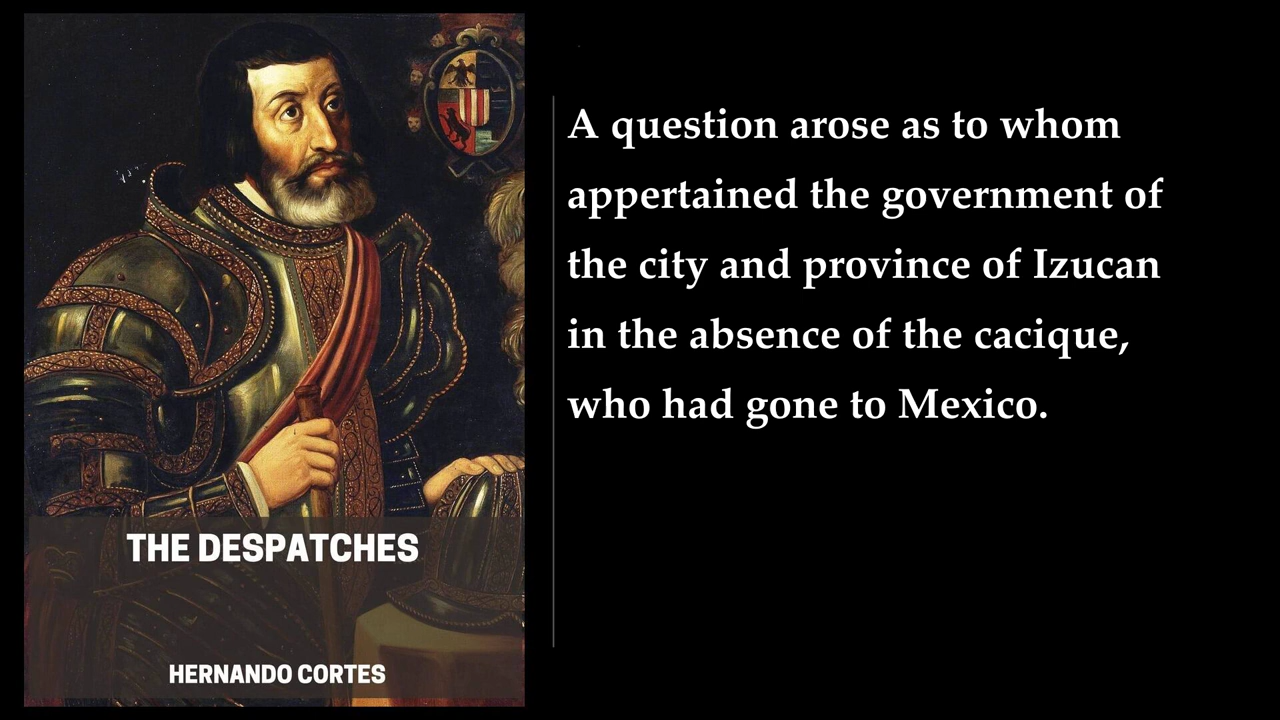 THE DESPATCHES
HERNANDO CORTES
A question arose as to whom
appertained the government of
the city and province of Izucan
in the absence of the cacique,
who had gone to Mexico.